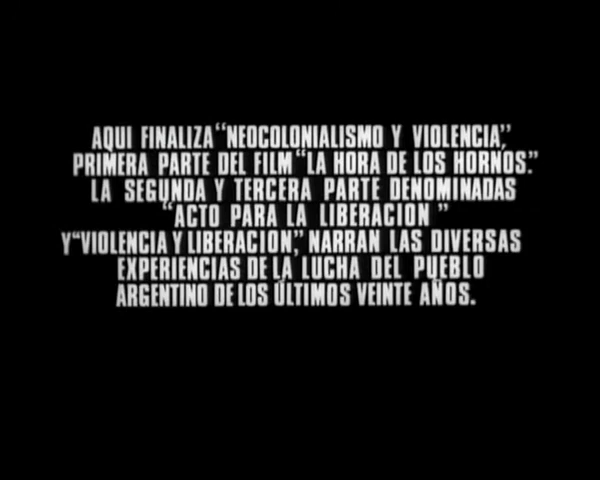 AQUI FINALIZA "NEOCOLONIALISMO Y VIOLENCIA,"
PRIMERA PARTE DEL FILM "LA HORA DE LOS HORNOS."
LA SEGUNDA Y TERCERA PARTE DENOMINADAS
"ACTO PARA LA LIBERACION"
Y "VIOLENCIA Y LIBERACION," NARRAN LAS DIVERSAS
EXPERIENCIAS DE LA LUCHA DEL PUEBLO
ARGENTINO DE LOS ÚLTIMOS VEINTE AÑOS.